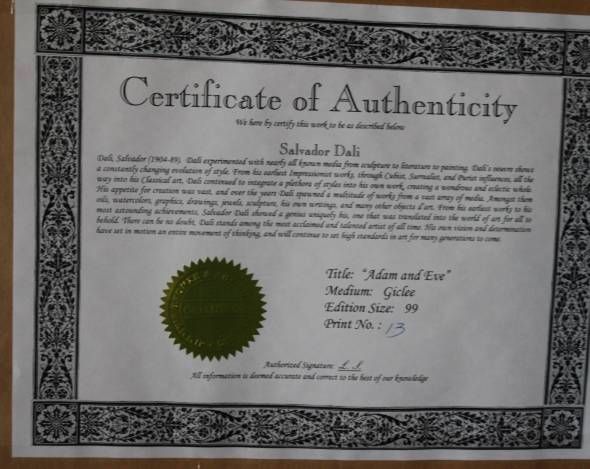 Certificate of Authenticity
We here by certify this work to be as described below
Salvador Dali
Dali, Salvador (1904-89). Dali experimented with nearly all known media from sculpture to literature to painting. Dali's oeuvre shows
a constantly changing evolution of style. From his earliest Impressionist works, through Cubist, Surrealist, and Purist influences, all the
way into his Classical art, Dali continued to integrate a plethora of styles into his own work, creating a wondrous and eclectic whole.
His appetite for creation was vast, and over the years Dali spawned a multitude of works from a vast array of media. Amongst them
oils, watercolors, graphics, drawings, jewels, sculpture, his own writings, and many other objects d'art. From his earliest works to his
most astounding achievements, Salvador Dali showed a genius uniquely his, one that was translated into the world of art for all to
behold. There can be no doubt, Dali stands among the most acclaimed and talented artist of all time. His own vision and determination
have set in motion an entire movement of thinking, and will continue to set high standards in art for many generations to come.
Title: "Adam and Eve"
Medium: Giclee
Edition Size: 99
Print No. : 13
Authorized Signature:
All information is deemed accurate and correct to the best of our knowledge